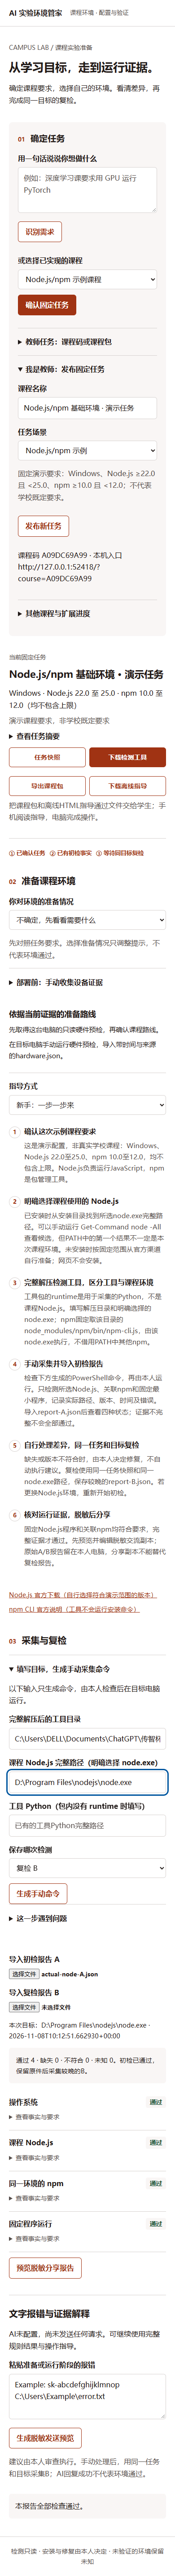 AI 实验环境管家 课程环境 · 配置与验证
CAMPUS LAB / 课程实验准备
从学习目标，走到运行证据。
确定课程要求，选择自己的环境。看清差异，再
完成同一目标的复检。
01 确定任务
用一句话说说你想做什么
例如：深度学习课要求用 GPU 运行
PyTorch
识别需求
或选择已实现的课程
Node.js/npm 示例课程
确认固定任务
▶ 教师任务：课程码或课程包
▼ 我是教师：发布固定任务
课程名称
Node.js/npm 基础环境 · 演示任务
任务场景
Node.js/npm 示例
固定演示要求：Windows、Node.js ≥22.0
且 <25.0、npm ≥10.0 且 <12.0；不代表
学校既定要求。
发布新任务
课程码 A09DC69A99 · 本机入口
http://127.0.0.1:52418/?
course=A09DC69A99
▶ 其他课程与扩展进度
当前固定任务
Node.js/npm 基础环境 · 演示任务
Windows · Node.js 22.0 至 25.0 · npm 10.0 至
12.0（均不包含上限）
演示课程要求，非学校既定要求
▶ 查看任务摘要
任务快照 下载检测工具
导出课程包 下载离线指导
把课程包和离线HTML指导通过文件交给学生；手
机阅读指导，电脑完成操作。
① 已确认任务 ② 已有初检事实 ③ 等待同目标复检
02 准备课程环境
你对环境的准备情况
不确定，先看看需要什么
先对照任务要求。选择准备情况只调整提示，不
代表环境通过。
▶ 部署前：手动收集设备证据
依据当前证据的准备路线
先取得这台电脑的只读硬件预检，再确认课程路线。
在目标电脑手动运行硬件预检，导入带时间与来源
的hardware.json。
指导方式
新手：一步一步来
1 确认这次示例课程要求
这是演示配置，非真实学校课程：Windows、
Node.js 22.0至25.0、npm 10.0至12.0，均不
包含上限。Node.js负责运行JavaScript，npm
是包管理工具。
2 明确选择课程使用的 Node.js
已安装时从安装目录找到所选node.exe完整路
径。可以手动运行 Get-Command node -All
查看候选，但PATH中的第一个结果不一定是本
次课程环境。未安装时按固定范围从官方渠道
自行准备；网页不会安装。
3 完整解压检测工具，区分工具与课程环境
工具包的runtime是用于采集的Python，不是
课程Node.js。填写解压目录和明确选择的
node.exe；npm固定取该目录的
node_modules/npm/bin/npm-cli.js，由该
node.exe执行，不借用PATH中其他npm。
4 手动采集并导入初检报告
检查下方生成的PowerShell命令，再由本人运
行。只检测所选Node.js、关联npm和固定最
小程序，记录实际路径、版本、时间及错误。
导入report-A.json后查看四种状态；证据不完
整不会全部通过。
5 自行处理差异，同一任务和目标复检
缺失或版本不符合时，由本人决定修复，不自
动执行建议。复检使用同一任务快照和同一
node.exe路径，保存较晚的report-B.json。若
更换Node.js环境，重新开始初检。
6 核对运行证据，脱敏后分享
固定Node.js程序和关联npm均符合要求，完
整证据才通过。先预览并编辑脱敏交流副本；
原始A/B报告留在本人电脑，分享副本不能替代
复检报告。
Node.js 官方下载（自行选择符合演示范围的版本）
npm CLI 官方说明（工具不会运行安装命令）
03 采集与复检
▼ 填写目标，生成手动采集命令
以下输入只生成命令，由本人检查后在目标电脑
运行。
完整解压后的工具目录
C:\Users\DELL\Documents\ChatGPT\传智杯
课程 Node.js 完整路径（明确选择 node.exe）
D:\Program Files\nodejs\node.exe
工具 Python（包内没有 runtime 时填写）
已有的工具Python完整路径
保存哪次检测
复检 B
生成手动命令
▶ 这一步遇到问题
导入初检报告 A
选择文件 actual-node-A.json
导入复检报告 B
选择文件 未选择文件
本次目标：D:\Program Files\nodejs\node.exe ·
2026-11-08T10:12:51.662930+00:00
通过 4 · 缺失 0 · 不符合 0 · 未知 0。初检已通过，
保留原件后采集较晚的B。
操作系统 通过
▶ 查看事实与要求
课程 Node.js 通过
▶ 查看事实与要求
同一环境的 npm 通过
▶ 查看事实与要求
固定程序运行 通过
▶ 查看事实与要求
预览脱敏分享报告
文字报错与证据解释
AI未配置，尚未发送任何请求。可继续使用完整
规则结果与操作指导。
粘贴准备或运行阶段的报错
Example: sk-abcdefghijklmnop
C:\Users\Example\error.txt
生成脱敏发送预览
建议由本人审查执行。手动处理后，用同一任务
和目标采集B；AI回复成功不代表环境通过。
本报告全部检查通过。
检测只读 · 安装与修复由本人决定 · 未验证的环境保留
未知